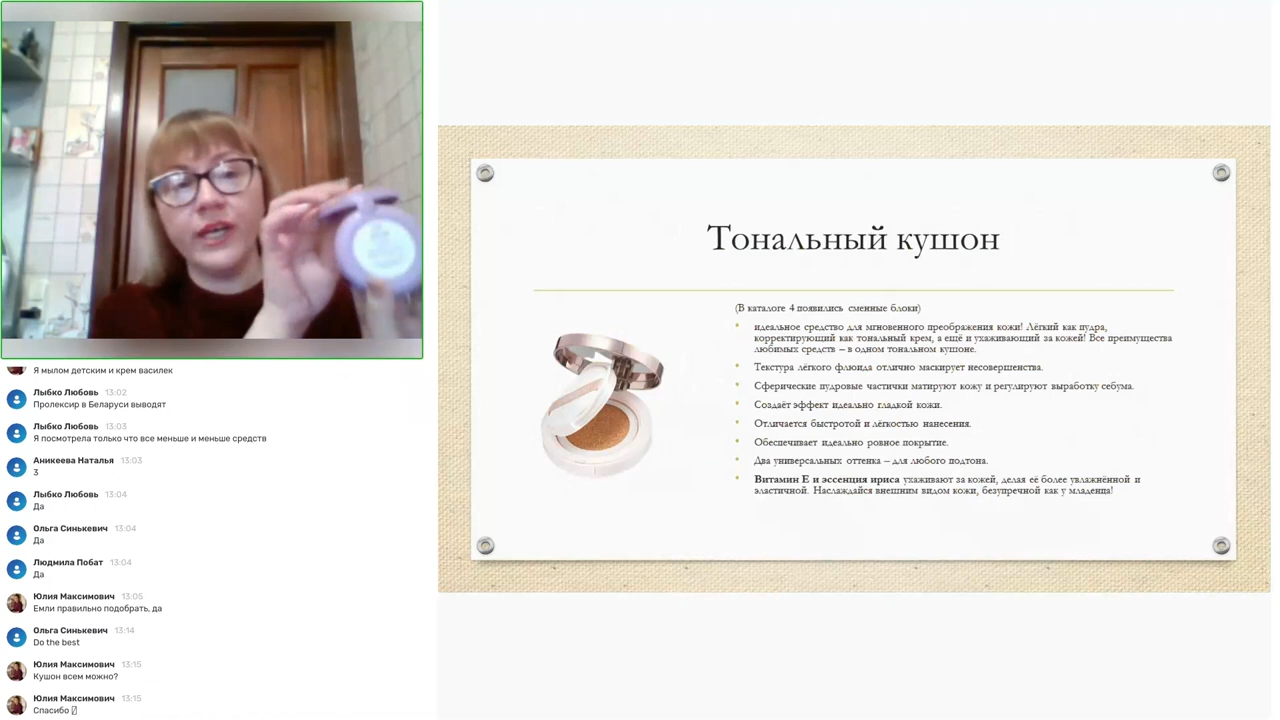 Я мылом детским и крем василек
Лыбко Любовь 13:02
Пролексир в Беларуси выводят
Лыбко Любовь 13:03
Я посмотрела только что все меньше и меньше средств
Аникеева Наталья 13:03
3
Лыбко Любовь 13:04
Да
Ольга Синькевич 13:04
Да
Людмила Побат 13:04
Да
Юлия Максимович 13:05
Емли правильно подобрать, да
Ольга Синькевич 13:14
Do the best
Юлия Максимович 13:15
Кушон всем можно?
Юлия Максимович 13:15
Спасибо
Тональный кушон
(В каталоге 4 появились сменные блоки)
идеальное средство для мгновенного преображения кожи! Лёгкий как пудра,
корректирующий как тональный крем, а ещё и ухаживающий за кожей! Все преимущества
любимых средств – в одном тональном кушоне.
Текстура лёгкого флюида отлично маскирует несовершенства.
Сферические пудровые частички матируют кожу и регулируют выработку себума.
Создаёт эффект идеально гладкой кожи.
Отличается быстротой и лёгкостью нанесения.
Обеспечивает идеально ровное покрытие.
Два универсальных оттенка – для любого подтона.
Витамин Е и эссенция ириса ухаживают за кожей, делая её более увлажнённой и
эластичной. Наслаждайся внешним видом кожи, безупречной как у младенца!